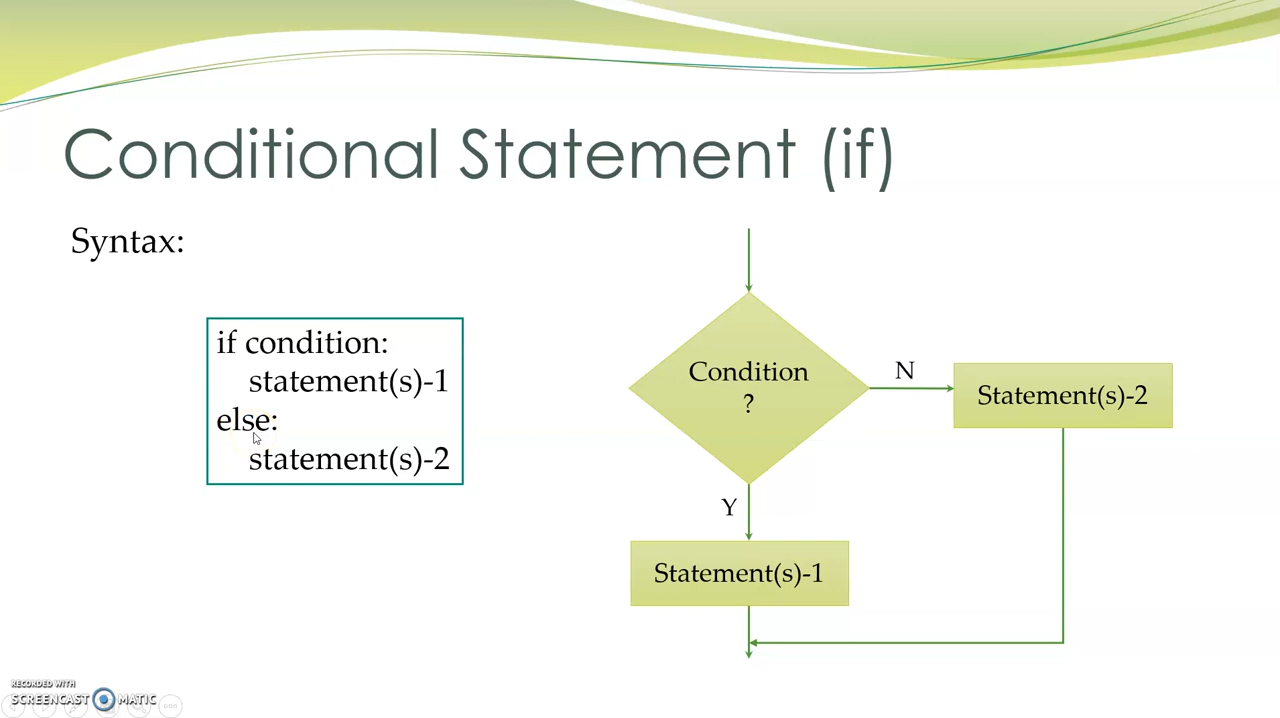 Conditional Statement (if)
Syntax:
if condition:
statement(s)-1
else:
statement(s)-2
Condition
?
N
Statement(s)-2
Y
Statement(s)-1
RECORDED WITH
SCREENCAST MATIC